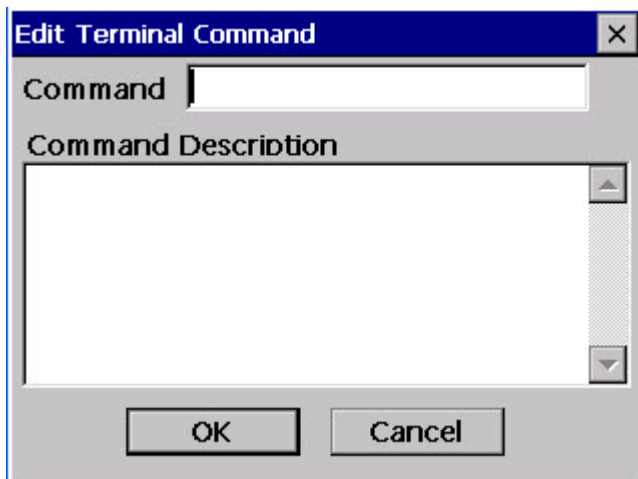 Edit Terminal Command
Command
Command Description
OK
Cancel